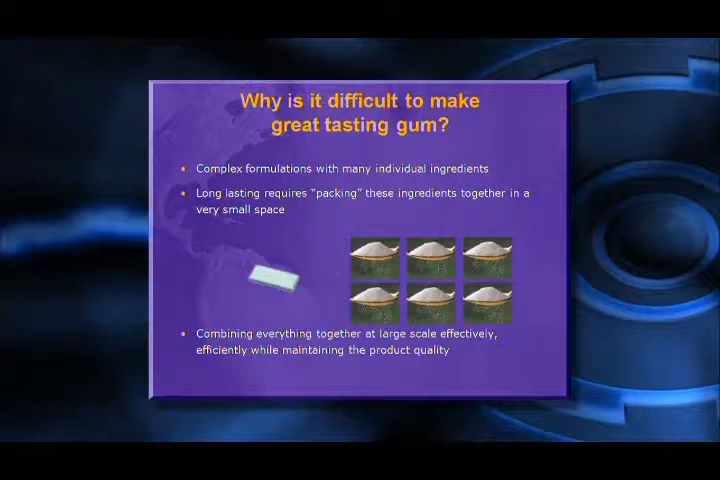 Why is it difficult to make
great tasting gum?
• Complex formulations with many individual ingredients
• Long lasting requires “packing” these ingredients together in a
very small space
• Combining everything together at large scale effectively,
efficiently while maintaining the product quality